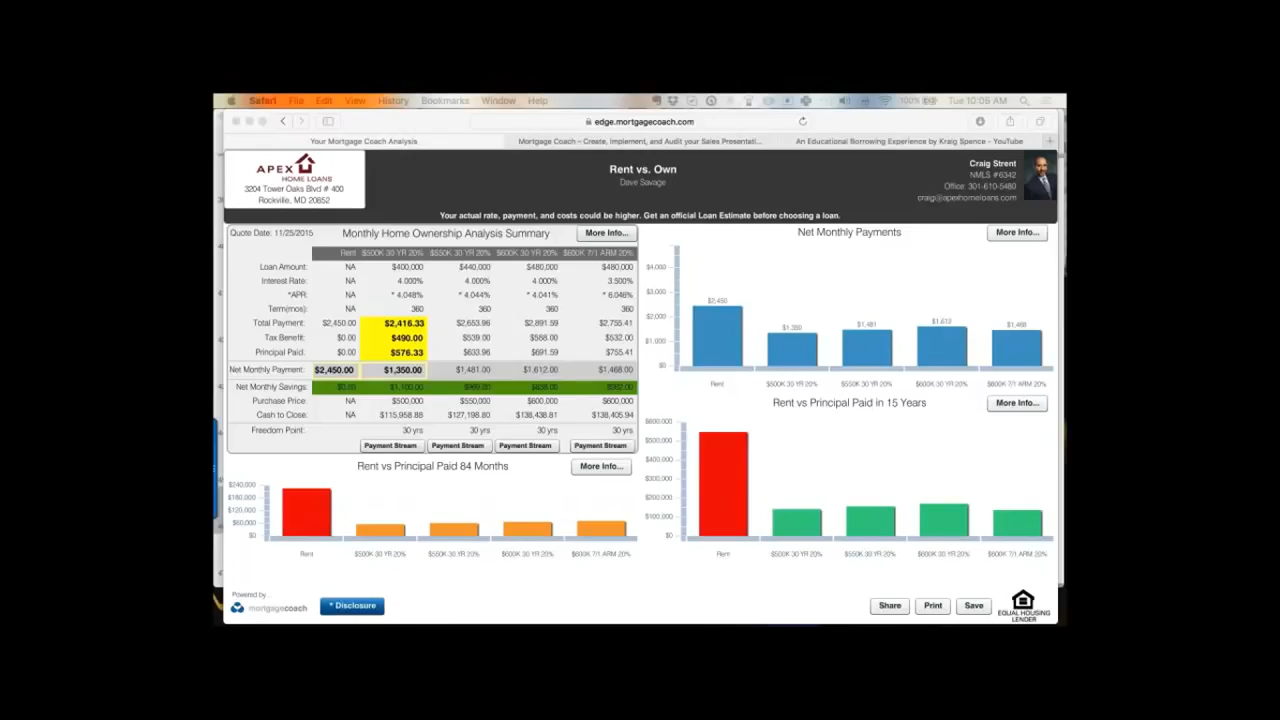 Safari File Edit View History Bookmarks Window Help 100% Tue 10:05 AM
edge.mortgagecoach.com
Your Mortgage Coach Analysis Mortgage Coach – Create, Implement, and Audit your Sales Presentati... An Educational Borrowing Experience by Kraig Spence - YouTube
APEX
HOME LOANS
3204 Tower Oaks Blvd # 400
Rockville, MD 20852
Rent vs. Own
Dave Savage
Craig Strent
NMLS #6342
Office: 301-610-5480
craig@apexhomeloans.com
Your actual rate, payment, and costs could be higher. Get an official Loan Estimate before choosing a loan.
Quote Date: 11/25/2015 Monthly Home Ownership Analysis Summary More Info...
Rent $500K 30 YR 20% $550K 30 YR 20% $600K 30 YR 20% $600K 7/1 ARM 20%
Loan Amount: NA $400,000 $440,000 $480,000 $480,000
Interest Rate: NA 4.000% 4.000% 4.000% 3.500%
*APR: NA * 4.048% * 4.044% * 4.041% * 6.046%
Term(mos): NA 360 360 360 360
Total Payment: $2,450.00 $2,416.33 $2,653.96 $2,891.59 $2,755.41
Tax Benefit: $0.00 $490.00 $539.00 $588.00 $532.00
Principal Paid: $0.00 $576.33 $633.96 $691.59 $755.41
Net Monthly Payment: $2,450.00 $1,350.00 $1,481.00 $1,612.00 $1,468.00
Net Monthly Savings: $0.00 $1,100.00 $969.00 $838.00 $982.00
Purchase Price: NA $500,000 $550,000 $600,000 $600,000
Cash to Close: NA $115,958.88 $127,198.80 $138,438.81 $138,405.94
Freedom Point: 30 yrs 30 yrs 30 yrs 30 yrs
Payment Stream Payment Stream Payment Stream Payment Stream
Net Monthly Payments More Info...
$4,000
$3,000
$2,000
$1,000
$0
$2,450 $1,350 $1,481 $1,612 $1,468
Rent $500K 30 YR 20% $550K 30 YR 20% $600K 30 YR 20% $600K 7/1 ARM 20%
Rent vs Principal Paid 84 Months More Info...
$240,000
$180,000
$120,000
$60,000
$0
Rent $500K 30 YR 20% $550K 30 YR 20% $600K 30 YR 20% $600K 7/1 ARM 20%
Rent vs Principal Paid in 15 Years More Info...
$600,000
$500,000
$400,000
$300,000
$200,000
$100,000
$0
Rent $500K 30 YR 20% $550K 30 YR 20% $600K 30 YR 20% $600K 7/1 ARM 20%
Powered by...
mortgagecoach
* Disclosure
Share Print Save
EQUAL HOUSING
LENDER